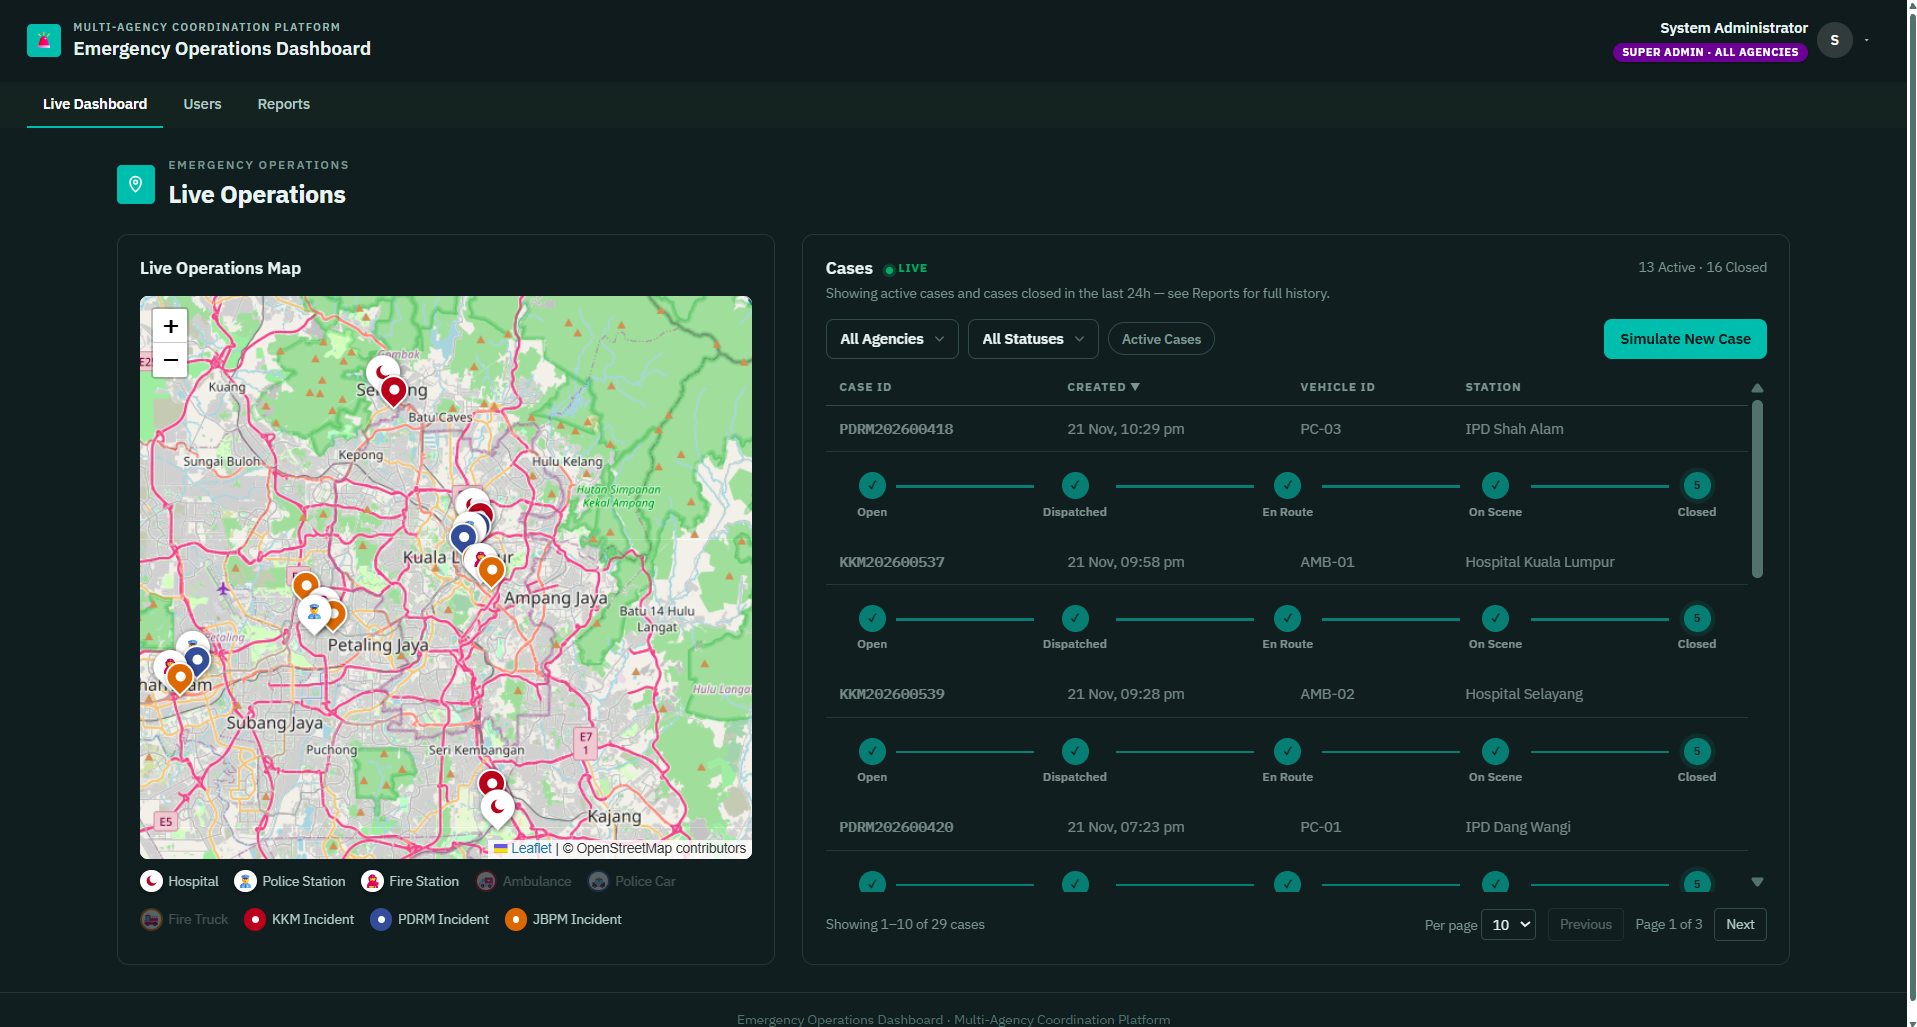 MULTI-AGENCY COORDINATION PLATFORM
Emergency Operations Dashboard
System Administrator
SUPER ADMIN · ALL AGENCIES
S
Live Dashboard
Users
Reports
EMERGENCY OPERATIONS
Live Operations
Live Operations Map
+
−
Gombak
Kuang
Batu Caves
Kepong
Sungai Buloh
Hulu Kelang
Hutan Simpanan
Kekal Ampang
Ampang Jaya
Batu 14 Hulu
Langat
Petaling
Petaling Jaya
Subang Jaya
Puchong
Seri Kembangan
E7
1
E5
Kajang
Leaflet | © OpenStreetMap contributors
Hospital
Police Station
Fire Station
Ambulance
Police Car
Fire Truck
KKM Incident
PDRM Incident
JBPM Incident
Cases
LIVE
13 Active · 16 Closed
Showing active cases and cases closed in the last 24h — see Reports for full history.
All Agencies
All Statuses
Active Cases
Simulate New Case
CASE ID CREATED ▼ VEHICLE ID STATION
PDRM202600418 21 Nov, 10:29 pm PC-03 IPD Shah Alam
✓ ✓ ✓ ✓ 5
Open Dispatched En Route On Scene Closed
KKM202600537 21 Nov, 09:58 pm AMB-01 Hospital Kuala Lumpur
✓ ✓ ✓ ✓ 5
Open Dispatched En Route On Scene Closed
KKM202600539 21 Nov, 09:28 pm AMB-02 Hospital Selayang
✓ ✓ ✓ ✓ 5
Open Dispatched En Route On Scene Closed
PDRM202600420 21 Nov, 07:23 pm PC-01 IPD Dang Wangi
✓ ✓ ✓ ✓ 5
Showing 1–10 of 29 cases
Per page 10 Previous Page 1 of 3 Next
Emergency Operations Dashboard · Multi-Agency Coordination Platform